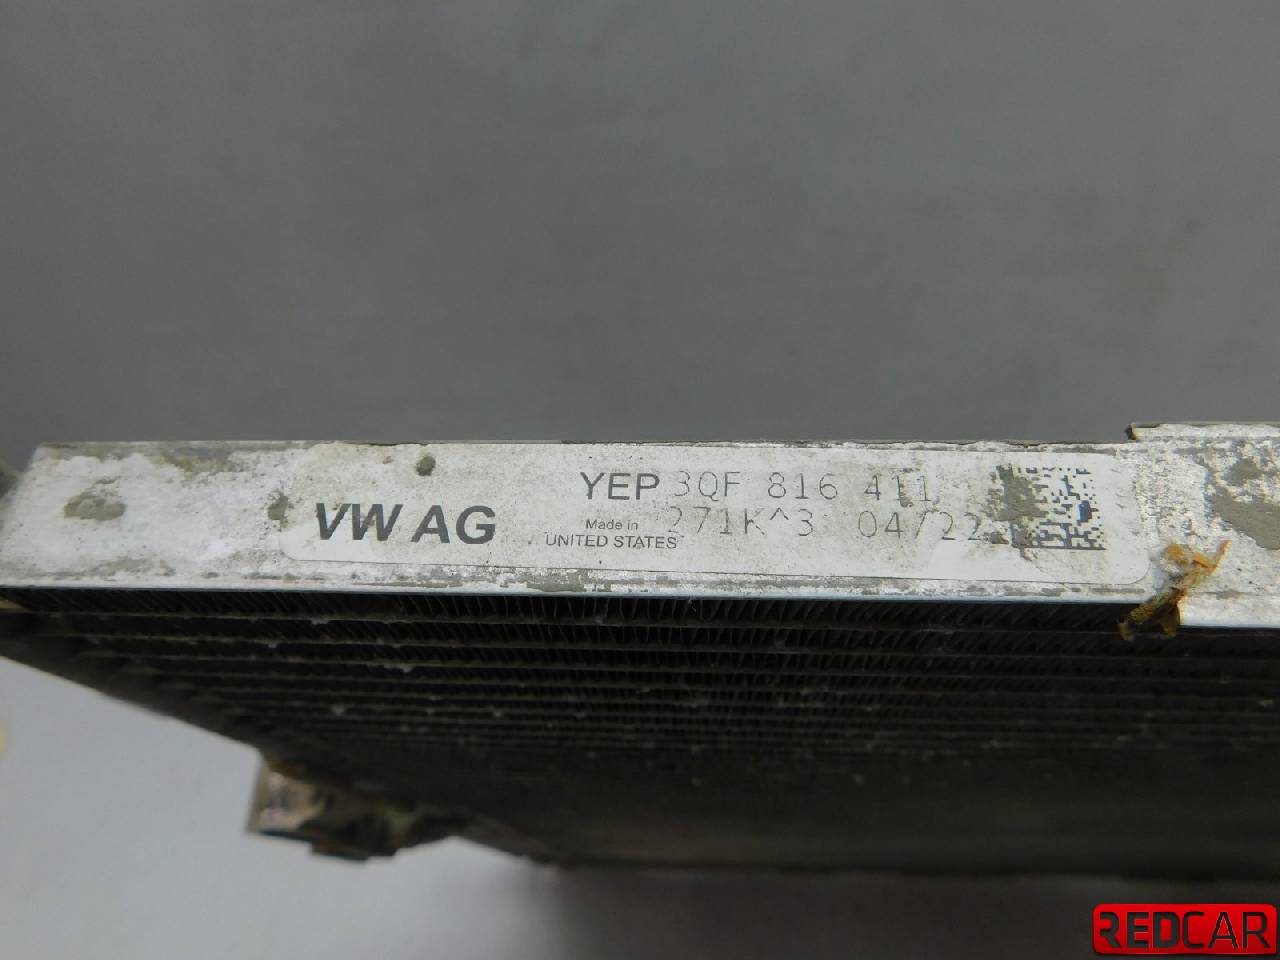 VW AG
YEP 3QF 816 411
Made in 271K^3 04/22
UNITED STATES
REDCAR